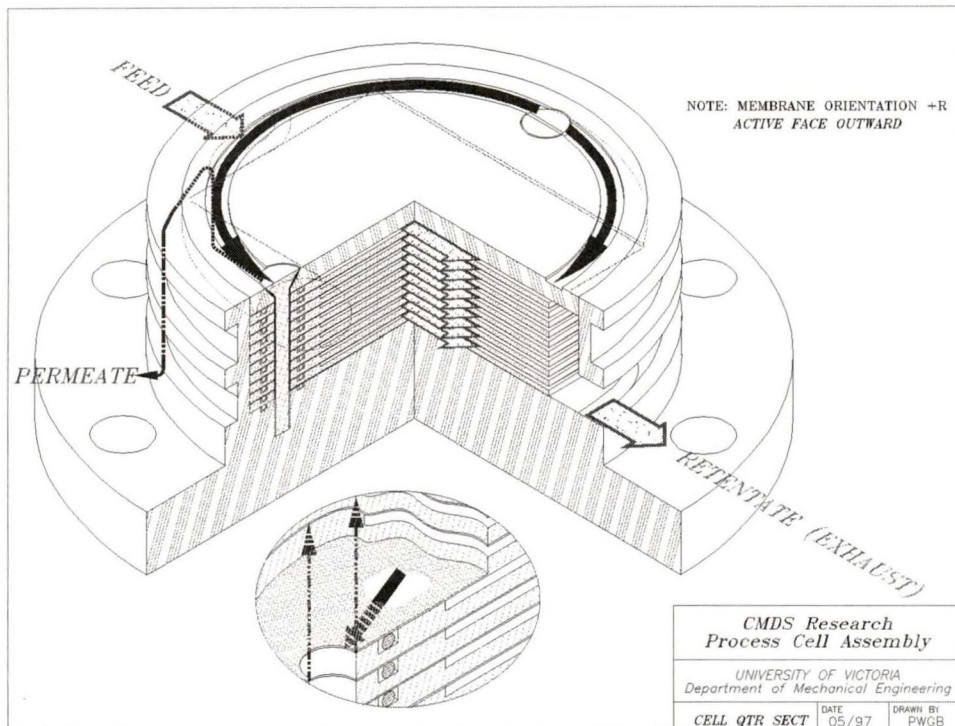 FEED
NOTE: MEMBRANE ORIENTATION +R
ACTIVE FACE OUTWARD
PERMEATE
RETENTATE (EXHAUST)
CMDS Research
Process Cell Assembly
UNIVERSITY OF VICTORIA
Department of Mechanical Engineering
CELL QTR SECT
DATE
05/97
DRAWN BY
PWGB